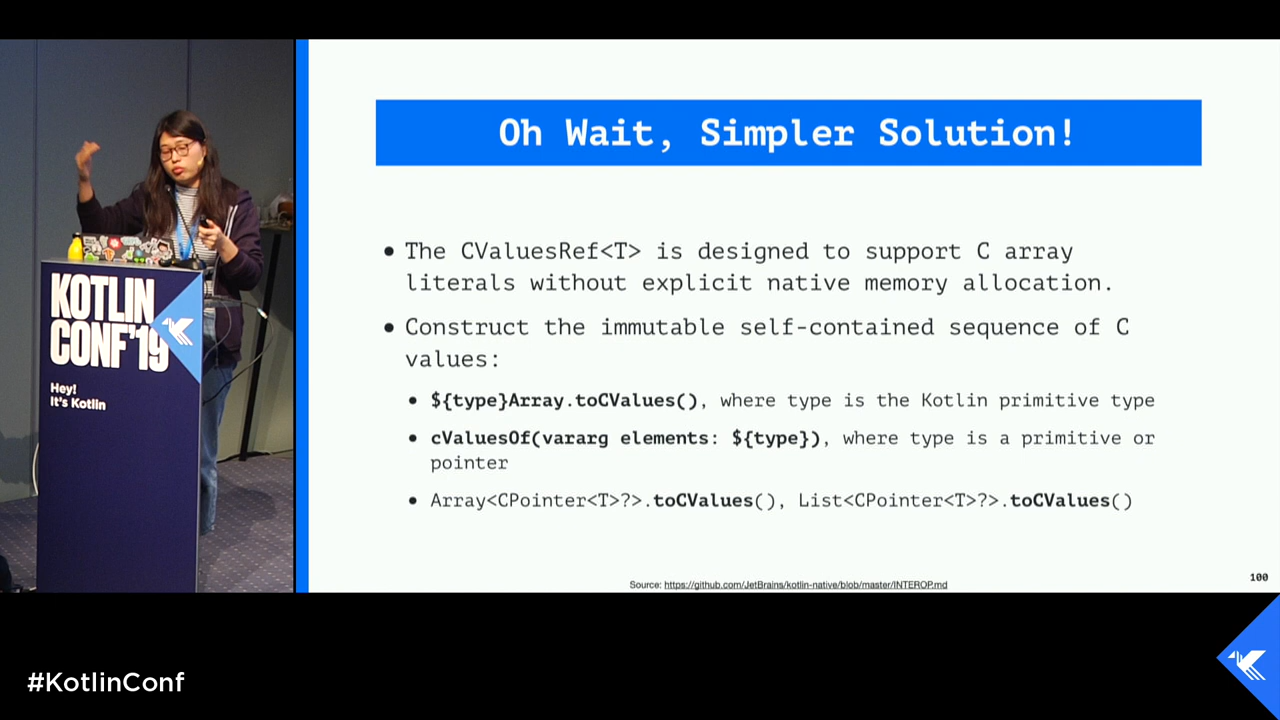 Oh Wait, Simpler Solution!
• The CValuesRef<T> is designed to support C array
literals without explicit native memory allocation.
• Construct the immutable self-contained sequence of C
values:
• ${type}Array.toCValues(), where type is the Kotlin primitive type
• cValuesOf(vararg elements: ${type}), where type is a primitive or
pointer
• Array<CPointer<T>?>.toCValues(), List<CPointer<T>?>.toCValues()
Source: https://github.com/JetBrains/kotlin-native/blob/master/INTEROP.md
100
KOTLIN
CONF'19
Hey!
It's Kotlin
#KotlinConf